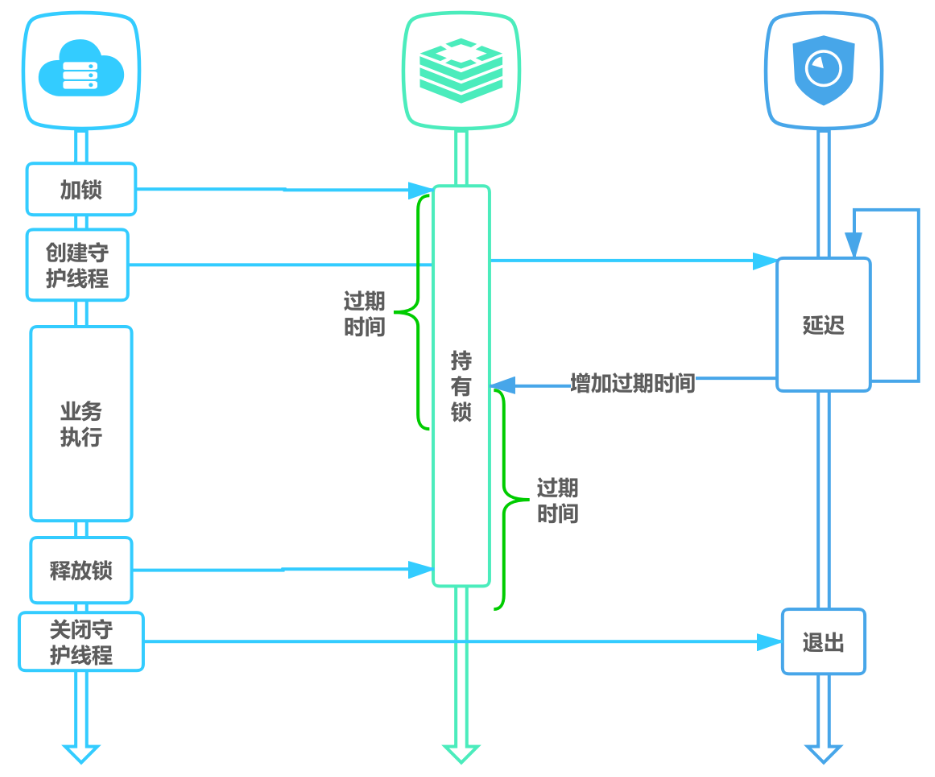 加锁
创建守
护线程
过期
时间
延迟
持
有
锁
增加过期时间
业务
执行
过期
时间
释放锁
关闭守
护线程
退出